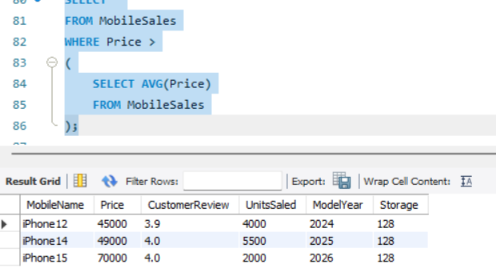 80 SELECT *
81 FROM MobileSales
82 WHERE Price >
83 (
84 SELECT AVG(Price)
85 FROM MobileSales
86 );
Result Grid Filter Rows: Export: Wrap Cell Content:
MobileName Price CustomerReview UnitsSaled ModelYear Storage
iPhone12 45000 3.9 4000 2024 128
iPhone14 49000 4.0 5500 2025 128
iPhone15 70000 4.0 2000 2026 128